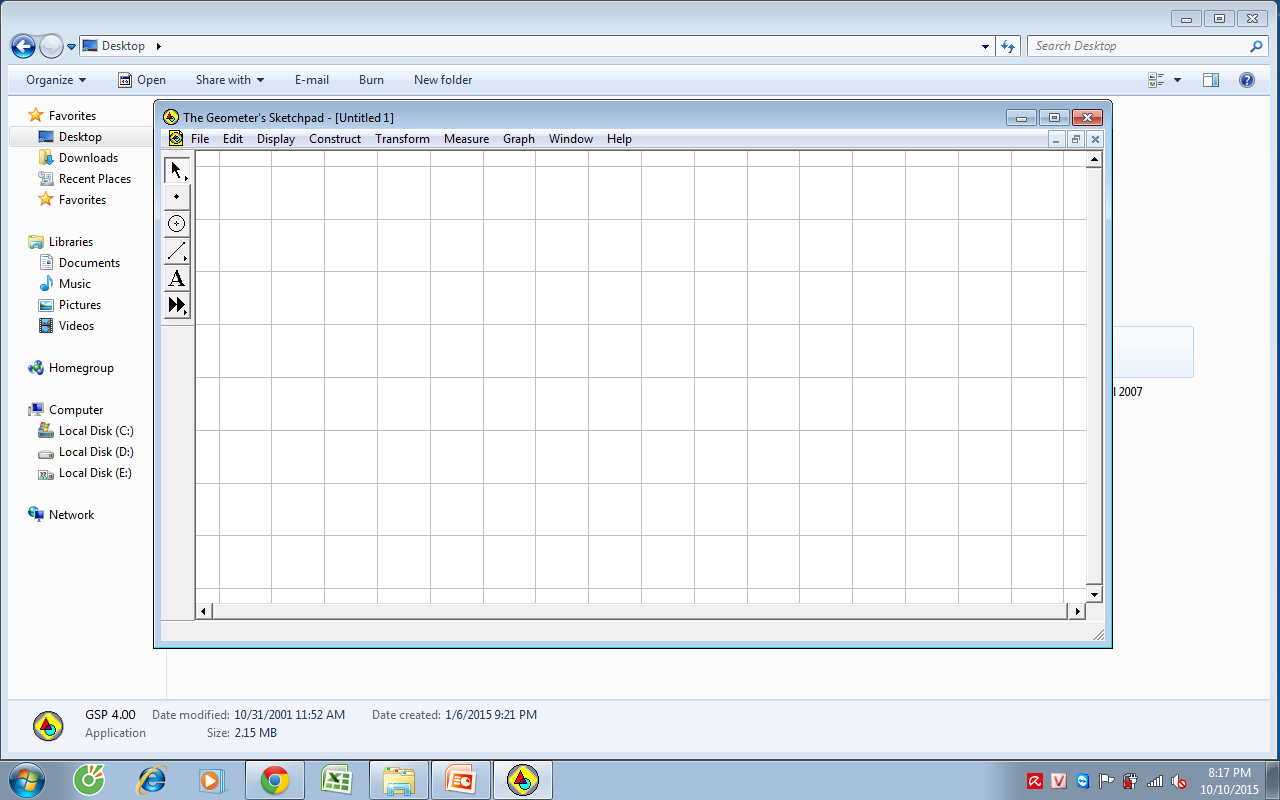 Desktop
Search Desktop
Organize Open Share with E-mail Burn New folder
Favorites
Desktop
Downloads
Recent Places
Favorites
Libraries
Documents
Music
Pictures
Videos
Homegroup
Computer
Local Disk (C:)
Local Disk (D:)
Local Disk (E:)
Network
The Geometer's Sketchpad - [Untitled 1]
File Edit Display Construct Transform Measure Graph Window Help
A
l 2007
GSP 4.00 Date modified: 10/31/2001 11:52 AM Date created: 1/6/2015 9:21 PM
Application Size: 2.15 MB
8:17 PM
10/10/2015